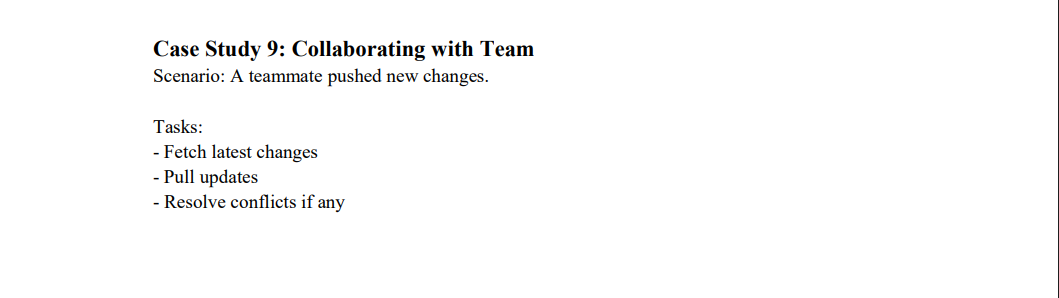 Case Study 9: Collaborating with Team
Scenario: A teammate pushed new changes.
Tasks:
- Fetch latest changes
- Pull updates
- Resolve conflicts if any